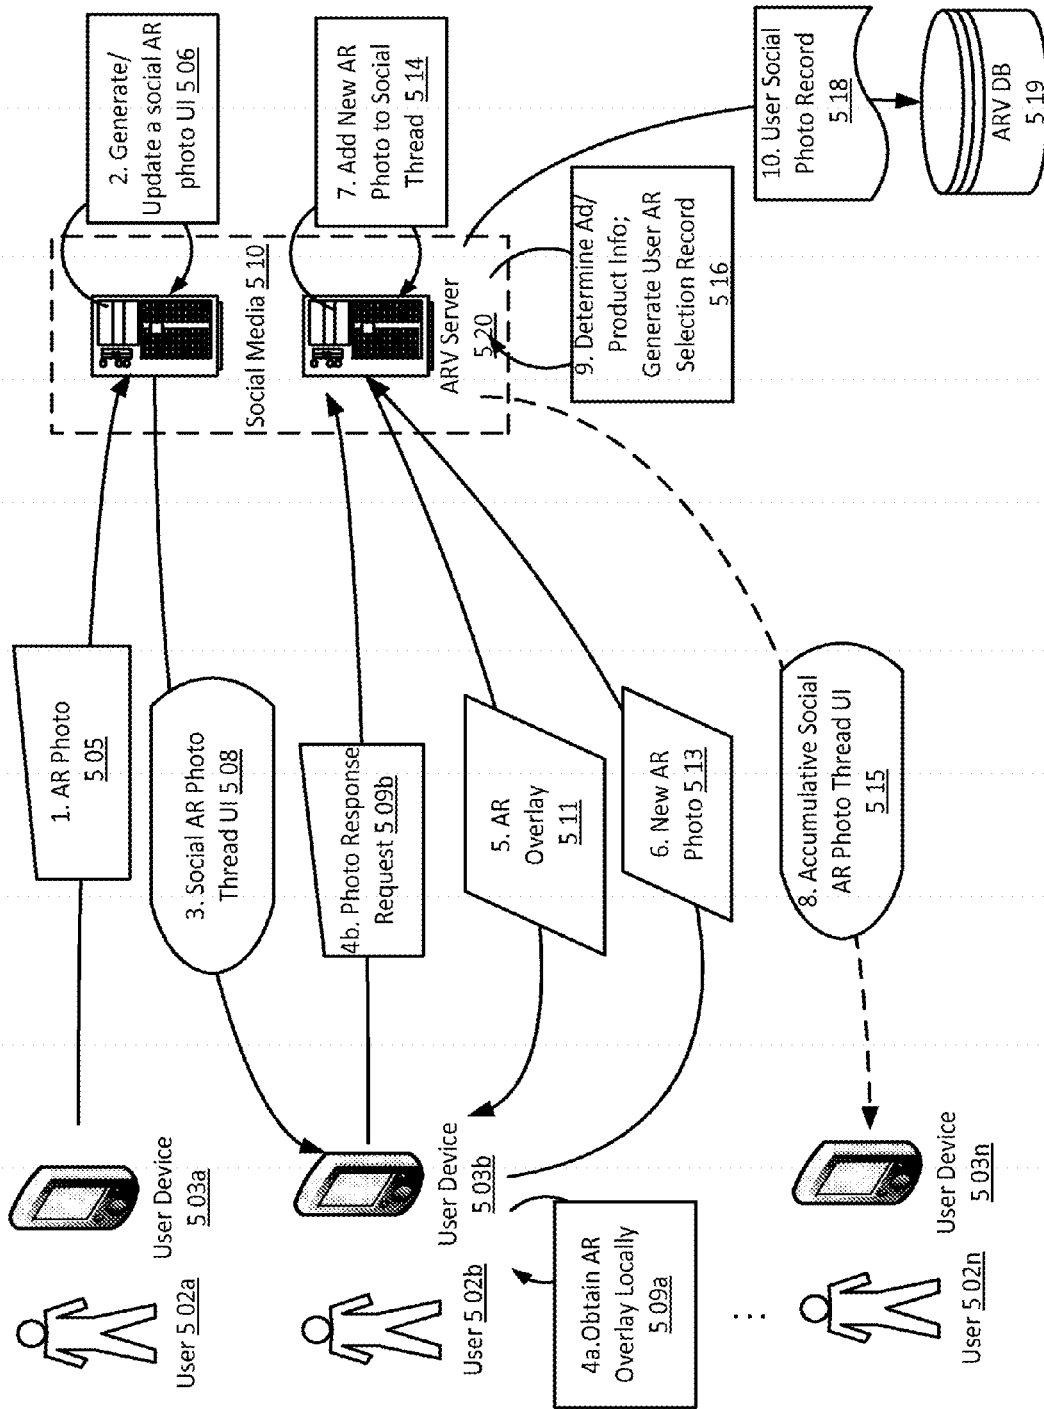 User 5.02a
User Device
5.03a
1. AR Photo
5.05
2. Generate/
Update a social AR
photo UI 5.06
3. Social AR Photo
Thread UI 5.08
Social Media 5.10
User 5.02b
User Device
5.03b
4b. Photo Response
Request 5.09b
7. Add New AR
Photo to Social
Thread 5.14
ARV Server
5.20
4a.Obtain AR
Overlay Locally
5.09a
5. AR
Overlay
5.11
6. New AR
Photo 5.13
9. Determine Ad/
Product Info;
Generate User AR
Selection Record
5.16
...
User 5.02n
User Device
5.03n
8. Accumulative Social
AR Photo Thread UI
5.15
10. User Social
Photo Record
5.18
ARV DB
5.19